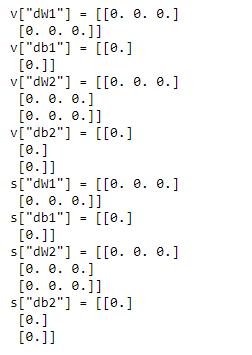 v["dW1"] = [[0. 0. 0.]
 [0. 0. 0.]]
v["db1"] = [[0.]
 [0.]]
v["dW2"] = [[0. 0. 0.]
 [0. 0. 0.]
 [0. 0. 0.]]
v["db2"] = [[0.]
 [0.]
 [0.]]
s["dW1"] = [[0. 0. 0.]
 [0. 0. 0.]]
s["db1"] = [[0.]
 [0.]]
s["dW2"] = [[0. 0. 0.]
 [0. 0. 0.]
 [0. 0. 0.]]
s["db2"] = [[0.]
 [0.]
 [0.]]